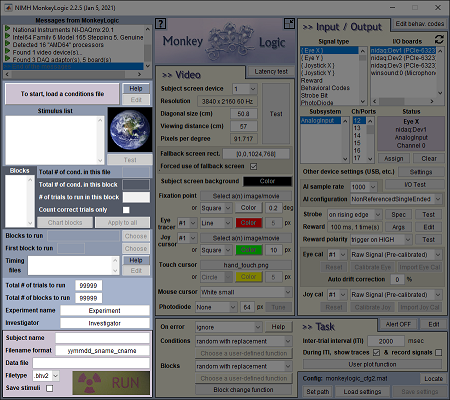 NIMH MonkeyLogic 2.2.5 (Jan 5, 2021)
Messages from MonkeyLogic
National Instruments NI-DAQmx 20.1
Intel64 Family 6 Model 165 Stepping 5, Genuine
Detected 16 "AMD64" processors
Found 1 video device(s)...
Found 3 DAQ adaptor(s), 5 board(s)
To start, load a conditions file
Help
Edit
Stimulus list
Test
Blocks
Total # of cond. in this file
Total # of cond. in this block
# of trials to run in this block
Count correct trials only
Chart blocks
Apply to all
Blocks to run
Choose
First block to run
Choose
Timing files
Help
Edit
Total # of trials to run
99999
Total # of blocks to run
99999
Experiment name
Experiment
Investigator
Investigator
Subject name
Filename format
yymmdd_sname_cname
Data file
Filetype
.bhv2
Save stimuli
RUN
?
Monkey Logic
>> Video
Latency test
Subject screen device
1
Resolution
3840 x 2160 60 Hz
Diagonal size (cm)
50.8
Viewing distance (cm)
57
Pixels per degree
91.717
Test
Fallback screen rect.
[0,0,1024,768]
Forced use of fallback screen
Subject screen background
Color
Fixation point
Select a(n) image/movie
or
Square
Color
0.2
deg
Eye tracer
#1
Line
Color
5
px
Joy cursor
Select a(n) image/movie
#1
or
Square
Color
10
px
Touch cursor
hand_touch.png
or
Circle
Color
5
px
Mouse cursor
White small
Photodiode
None
64
px
Tune
On error
ignore
Help
Conditions
random with replacement
Choose a user-defined function
Blocks
random with replacement
Choose a user-defined function
Block change function
>> Input / Output
Edit behav. codes
Signal type
I/O boards
( Eye X )
( Eye Y )
( Joystick X )
( Joystick Y )
Reward
Behavioral Codes
Strobe Bit
PhotoDiode
nidaq:Dev1 (PCIe-6323)
nidaq:Dev2 (PCIe-6323)
nidaq:Dev3 (PCIe-6323)
winsound:0 (Microphon
Subsystem
Ch/Ports
Status
AnalogInput
12
13
14
15
16
17
Eye X
nidaq:Dev1
AnalogInput
Channel 0
Assign
Clear
Other device settings (USB, etc.)
Settings
AI sample rate
1000
I/O Test
AI configuration
NonReferencedSingleEnded
Strobe
on rising edge
Spec
Test
Reward
100 ms, 1 time(s)
Args
Edit
Reward polarity
trigger on HIGH
Test
Eye cal
#1
Raw Signal (Pre-calibrated)
Reset
Calibrate Eye
Import Eye Cal
Auto drift correction
0
%
Joy cal
#1
Raw Signal (Pre-calibrated)
Reset
Calibrate Joy
Import Joy Cal
>> Task
Alert OFF
Edit
Inter-trial interval (ITI)
2000
msec
During ITI, show traces
& record signals
User plot function
Config: monkeylogic_cfg2.mat
Locate
Set path
Load settings
Save settings